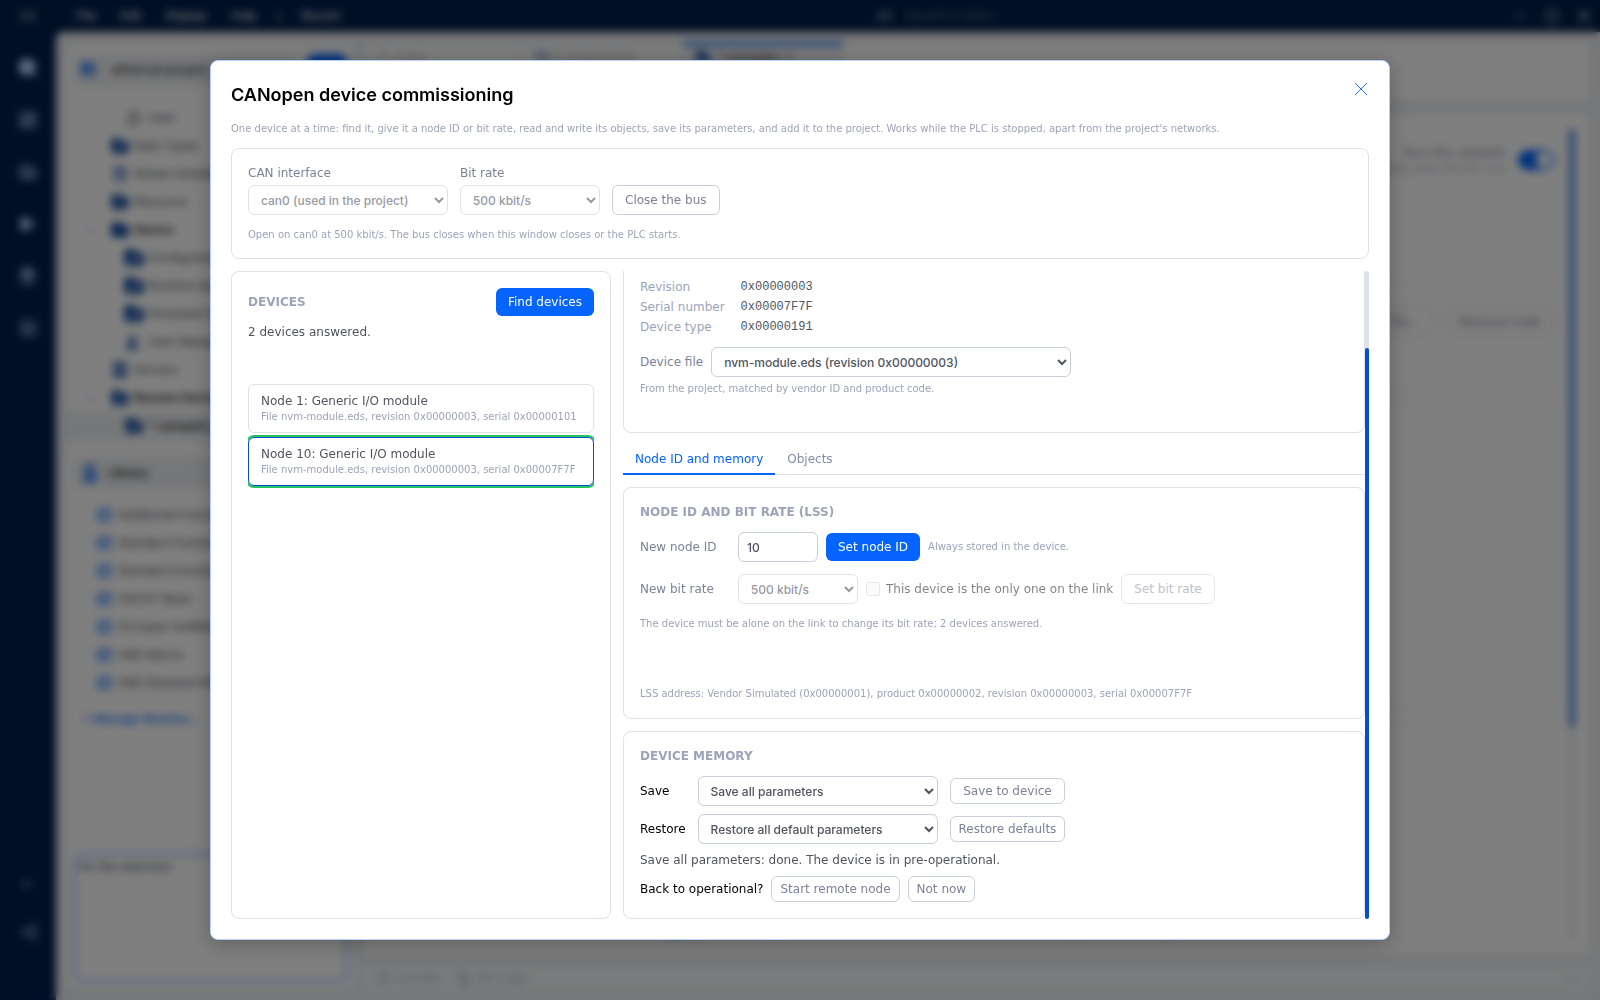 CANopen device commissioning
One device at a time: find it, give it a node ID or bit rate, read and write its objects, save its parameters, and add it to the project. Works while the PLC is stopped, apart from the project's networks.
CAN interface
Bit rate
can0 (used in the project)
500 kbit/s
Close the bus
Open on can0 at 500 kbit/s. The bus closes when this window closes or the PLC starts.
DEVICES
Find devices
2 devices answered.
Node 1: Generic I/O module
File nvm-module.eds, revision 0x00000003, serial 0x00000101
Node 10: Generic I/O module
File nvm-module.eds, revision 0x00000003, serial 0x00007F7F
Revision 0x00000003
Serial number 0x00007F7F
Device type 0x00000191
Device file nvm-module.eds (revision 0x00000003)
From the project, matched by vendor ID and product code.
Node ID and memory
Objects
NODE ID AND BIT RATE (LSS)
New node ID 10 Set node ID Always stored in the device.
New bit rate 500 kbit/s This device is the only one on the link Set bit rate
The device must be alone on the link to change its bit rate; 2 devices answered.
LSS address: Vendor Simulated (0x00000001), product 0x00000002, revision 0x00000003, serial 0x00007F7F
DEVICE MEMORY
Save Save all parameters Save to device
Restore Restore all default parameters Restore defaults
Save all parameters: done. The device is in pre-operational.
Back to operational? Start remote node Not now